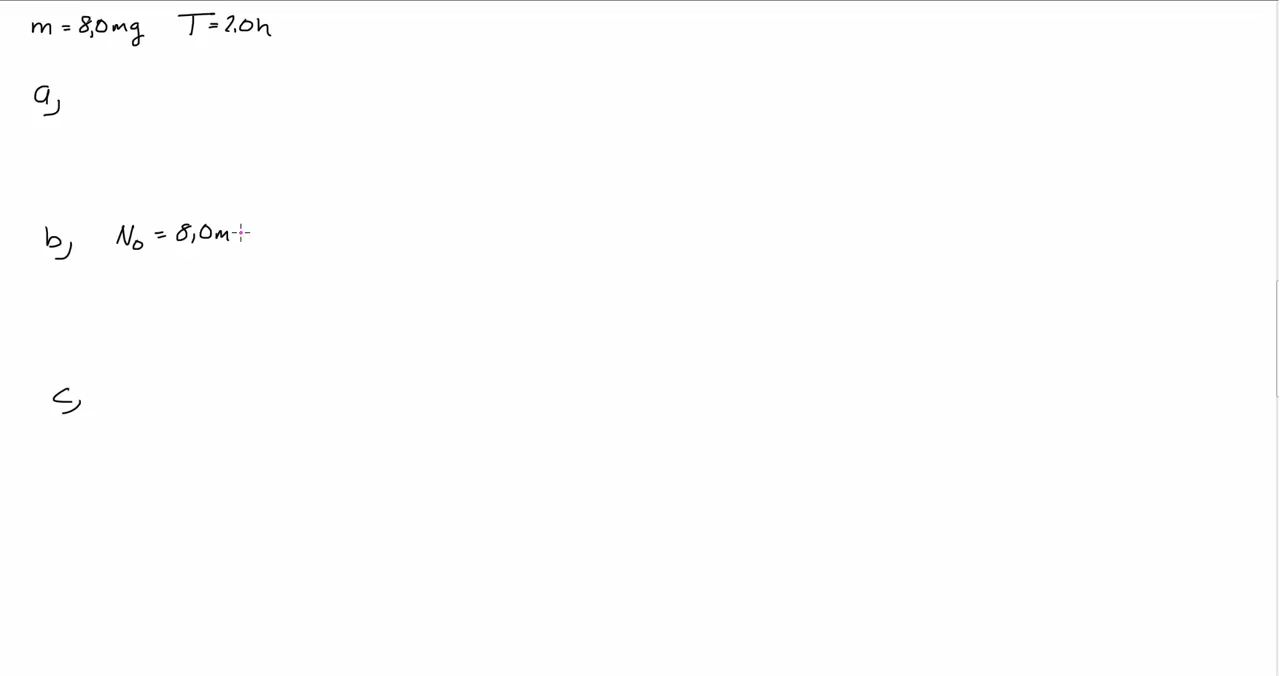 m = 8,0mg T = 2.0h
a,
b, N₀ = 8,0m
c,